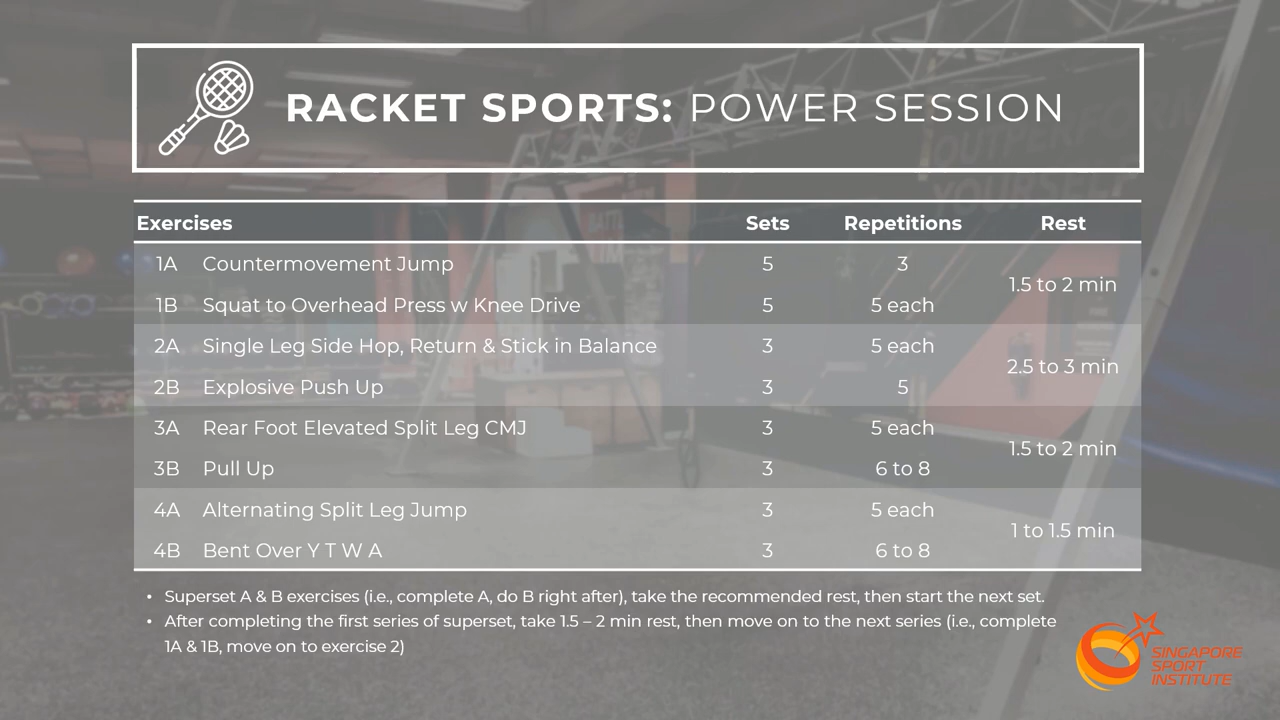 RACKET SPORTS: POWER SESSION
OUTPERFORM
YOURSELF
Exercises Sets Repetitions Rest
1A Countermovement Jump 5 3
1.5 to 2 min
1B Squat to Overhead Press w Knee Drive 5 5 each
2A Single Leg Side Hop, Return & Stick in Balance 3 5 each
2.5 to 3 min
2B Explosive Push Up 3 5
3A Rear Foot Elevated Split Leg CMJ 3 5 each
1.5 to 2 min
3B Pull Up 3 6 to 8
4A Alternating Split Leg Jump 3 5 each
1 to 1.5 min
4B Bent Over Y T W A 3 6 to 8
• Superset A & B exercises (i.e., complete A, do B right after), take the recommended rest, then start the next set.
• After completing the first series of superset, take 1.5 – 2 min rest, then move on to the next series (i.e., complete
1A & 1B, move on to exercise 2)
SINGAPORE
SPORT
INSTITUTE